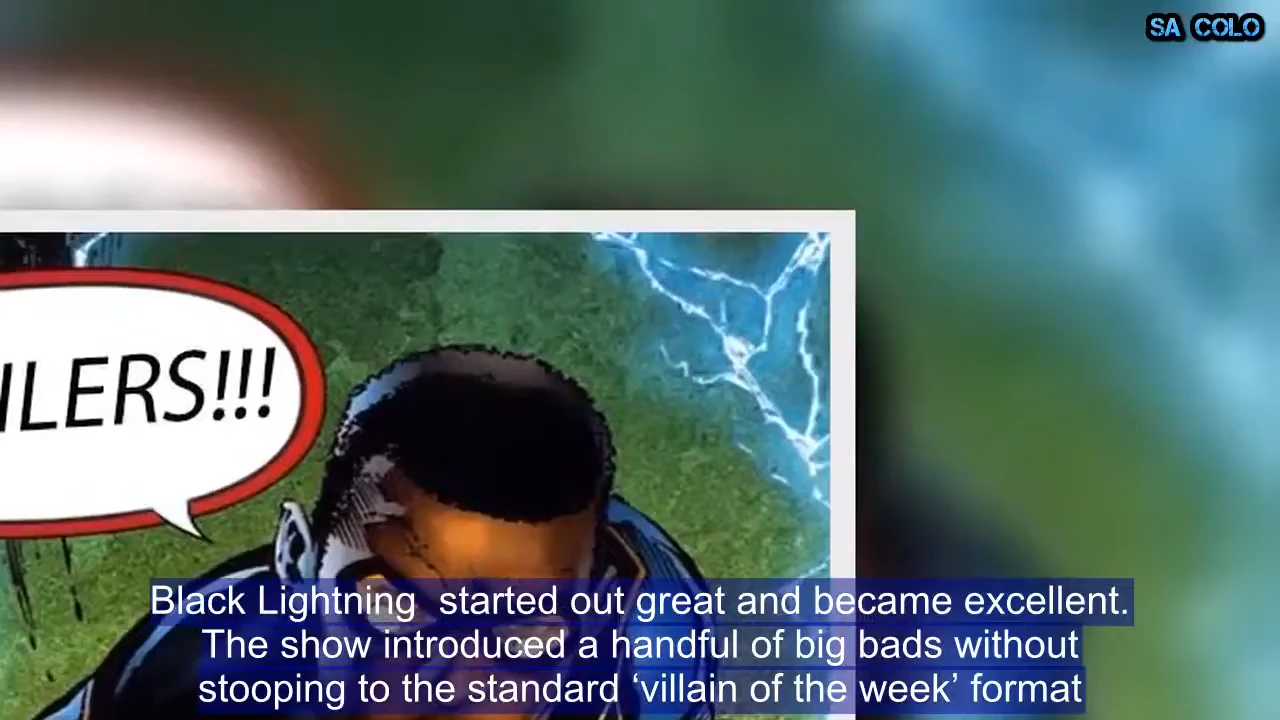 SA COLO
ILERS!!!
Black Lightning started out great and became excellent.
The show introduced a handful of big bads without
stooping to the standard ‘villain of the week’ format